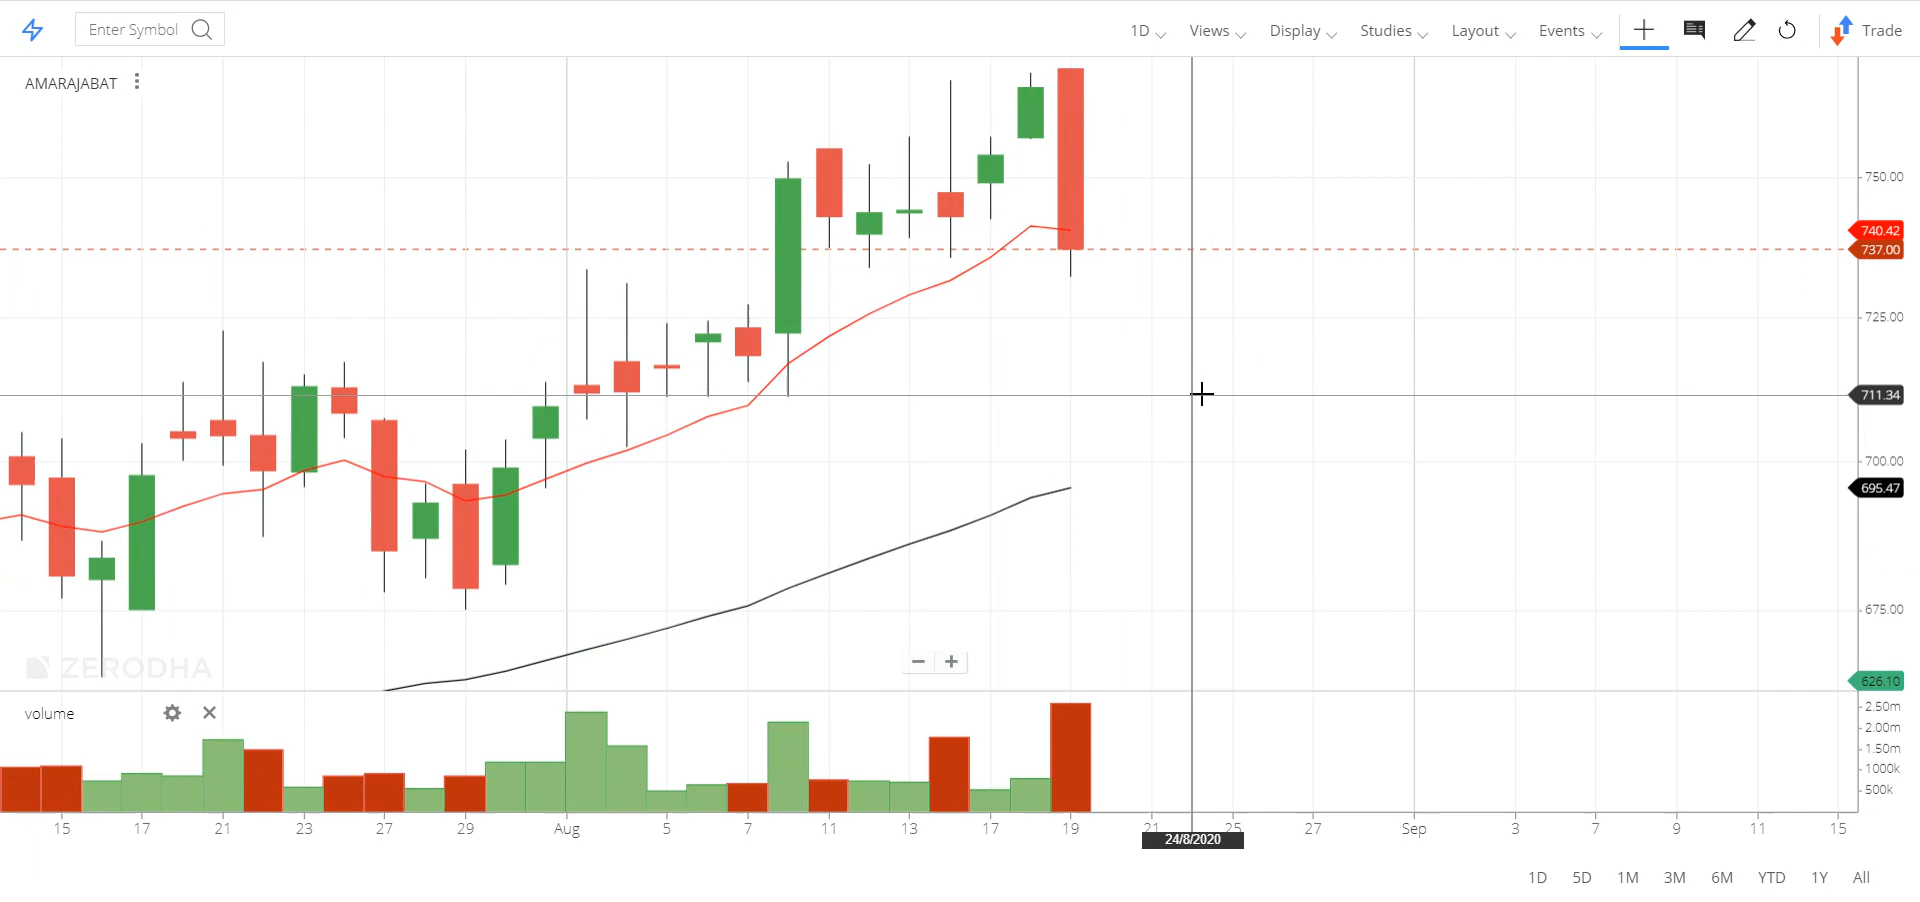 Enter Symbol 1D Views Display Studies Layout Events Trade
AMARAJABAT
750.00
740.42
737.00
725.00
711.34
700.00
695.47
675.00
ZERODHA
626.10
volume
2.50m
2.00m
1.50m
1000k
500k
15 17 21 23 27 29 Aug 5 7 11 13 17 19 21 25 27 Sep 3 7 9 11 15
24/8/2020
1D 5D 1M 3M 6M YTD 1Y All